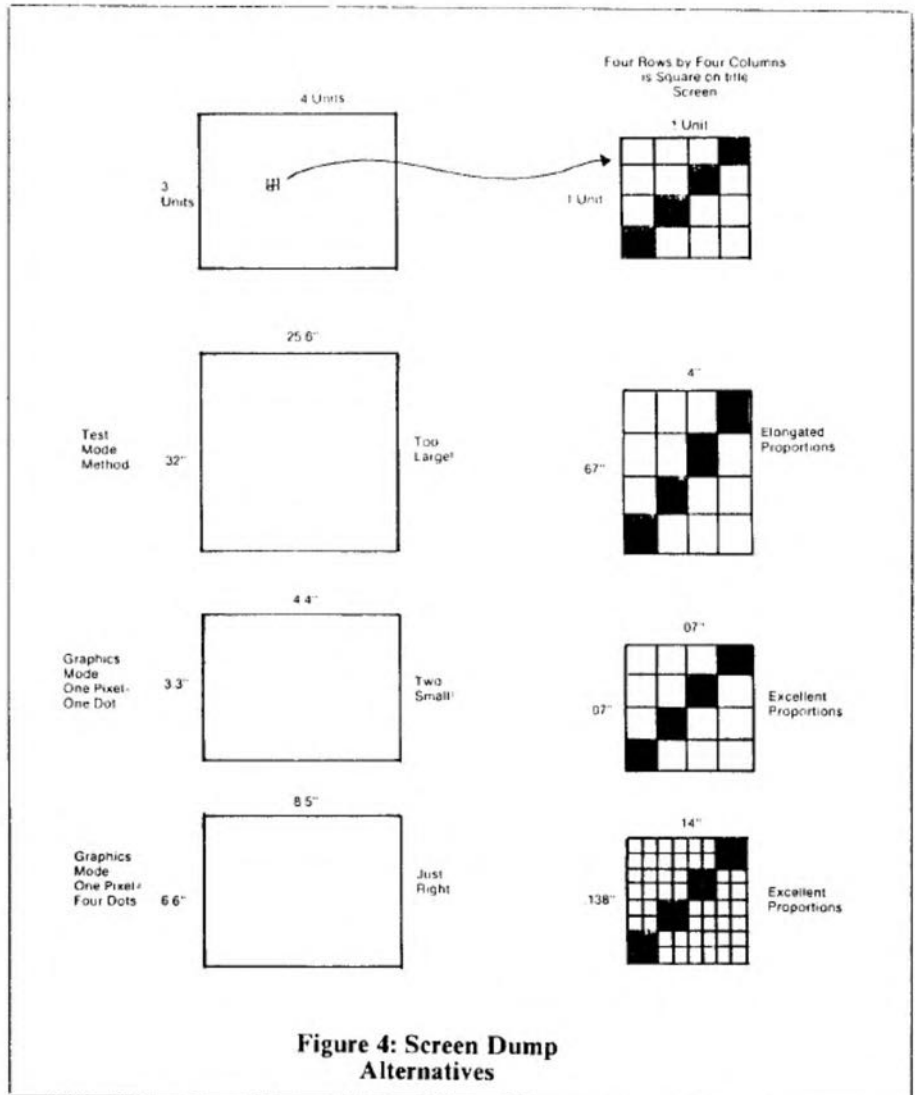 Four Rows by Four Columns
is Square on title
Screen
4 Units
1 Unit
3
Units
1 Unit
25.6"
4"
Test
Mode
Method
32"
Too
Large!
67"
Elongated
Proportions
4.4"
07"
Graphics
Mode
One Pixel-
One Dot
3.3"
Two
Small!
07"
Excellent
Proportions
8.5"
14"
Graphics
Mode
One Pixel-
Four Dots
6.6"
Just
Right
.138"
Excellent
Proportions
Figure 4: Screen Dump
Alternatives